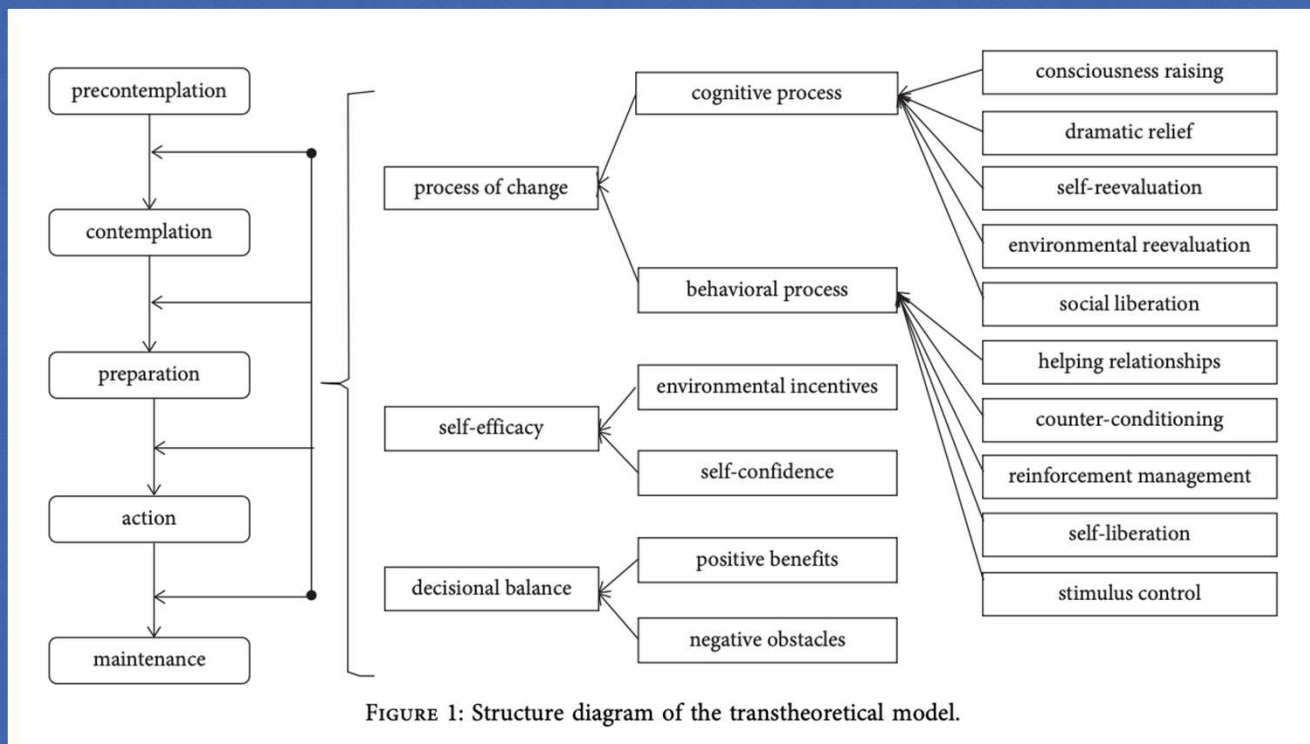 precontemplation
contemplation
preparation
action
maintenance
process of change
self-efficacy
decisional balance
cognitive process
behavioral process
environmental incentives
self-confidence
positive benefits
negative obstacles
consciousness raising
dramatic relief
self-reevaluation
environmental reevaluation
social liberation
helping relationships
counter-conditioning
reinforcement management
self-liberation
stimulus control
FIGURE 1: Structure diagram of the transtheoretical model.